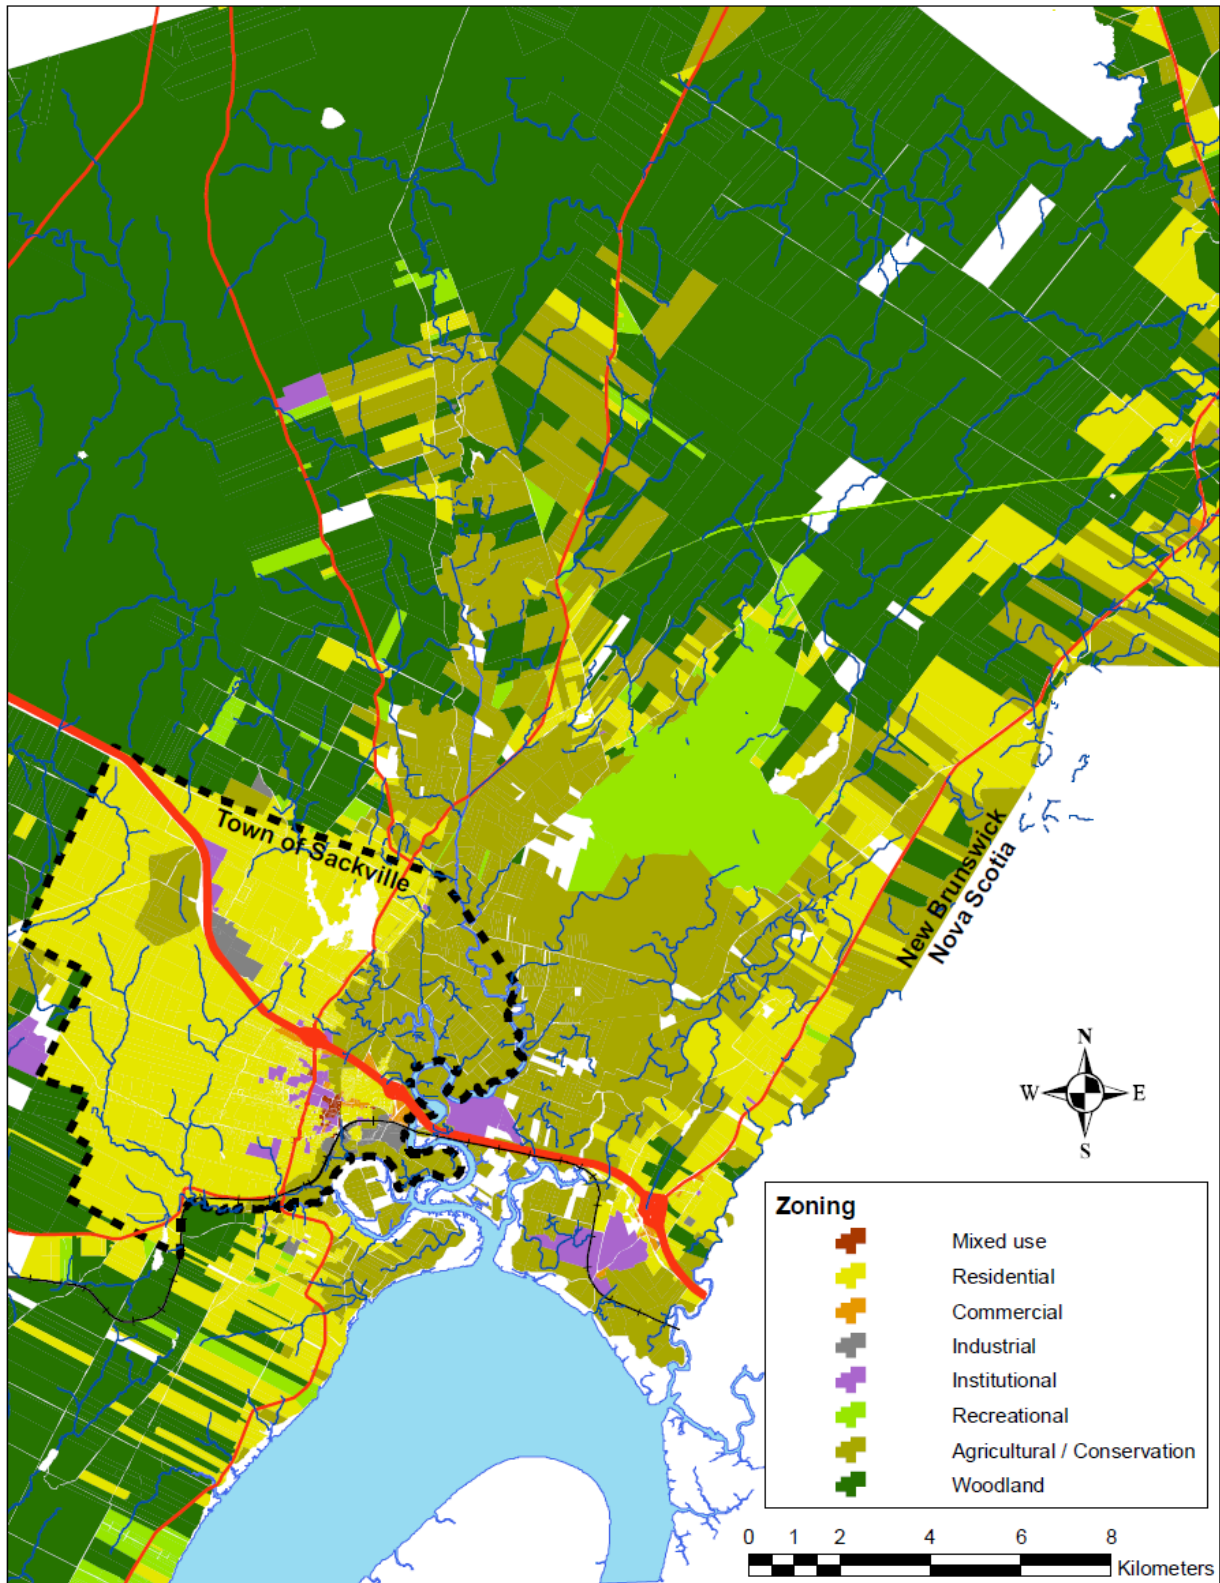 Town of Sackville
New Brunswick
Nova Scotia
N
W E
S
Zoning
Mixed use
Residential
Commercial
Industrial
Institutional
Recreational
Agricultural / Conservation
Woodland
0 1 2 4 6 8
Kilometers